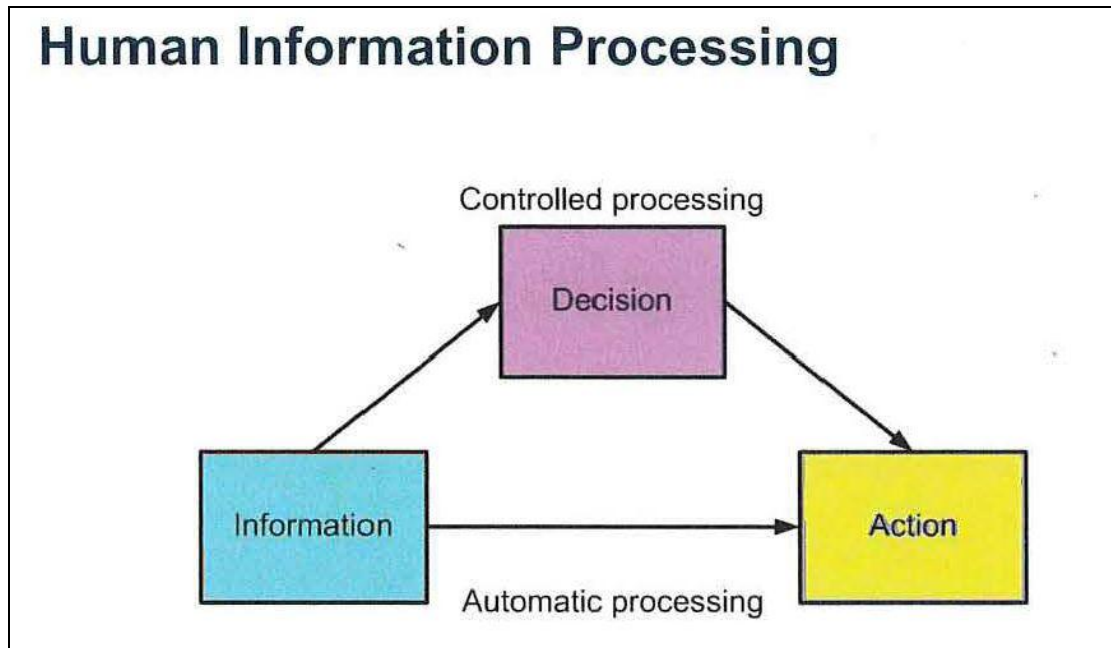 Human Information Processing
Controlled processing
Decision
Information
Action
Automatic processing